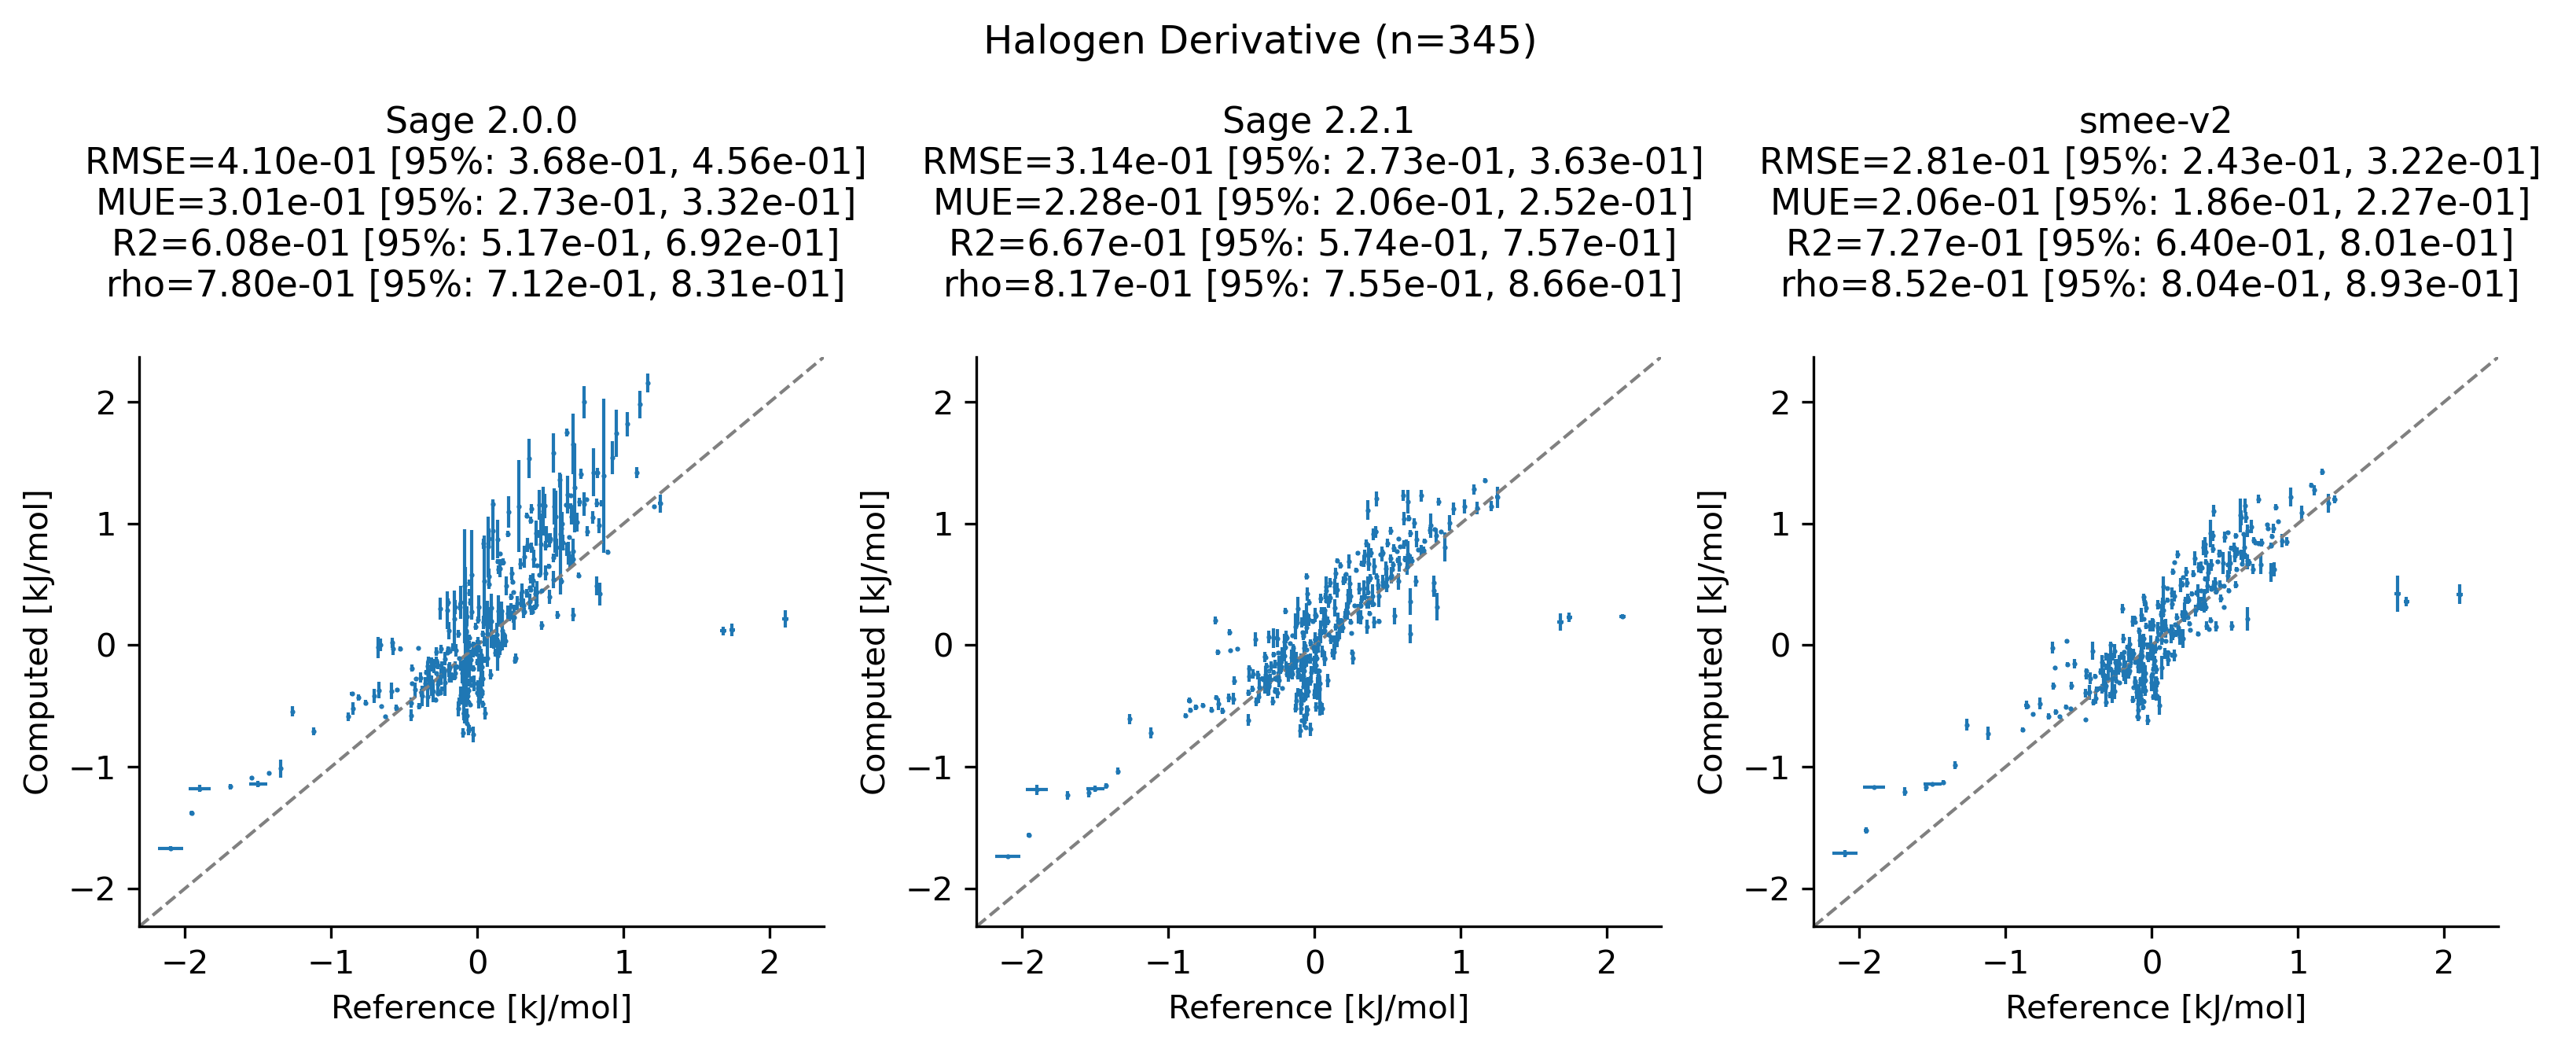 Halogen Derivative (n=345)
Sage 2.0.0
RMSE=4.10e-01 [95%: 3.68e-01, 4.56e-01]
MUE=3.01e-01 [95%: 2.73e-01, 3.32e-01]
R2=6.08e-01 [95%: 5.17e-01, 6.92e-01]
rho=7.80e-01 [95%: 7.12e-01, 8.31e-01]
2
1
0
−1
−2
Computed [kJ/mol]
−2 −1 0 1 2
Reference [kJ/mol]
Sage 2.2.1
RMSE=3.14e-01 [95%: 2.73e-01, 3.63e-01]
MUE=2.28e-01 [95%: 2.06e-01, 2.52e-01]
R2=6.67e-01 [95%: 5.74e-01, 7.57e-01]
rho=8.17e-01 [95%: 7.55e-01, 8.66e-01]
2
1
0
−1
−2
Computed [kJ/mol]
−2 −1 0 1 2
Reference [kJ/mol]
smee-v2
RMSE=2.81e-01 [95%: 2.43e-01, 3.22e-01]
MUE=2.06e-01 [95%: 1.86e-01, 2.27e-01]
R2=7.27e-01 [95%: 6.40e-01, 8.01e-01]
rho=8.52e-01 [95%: 8.04e-01, 8.93e-01]
2
1
0
−1
−2
Computed [kJ/mol]
−2 −1 0 1 2
Reference [kJ/mol]